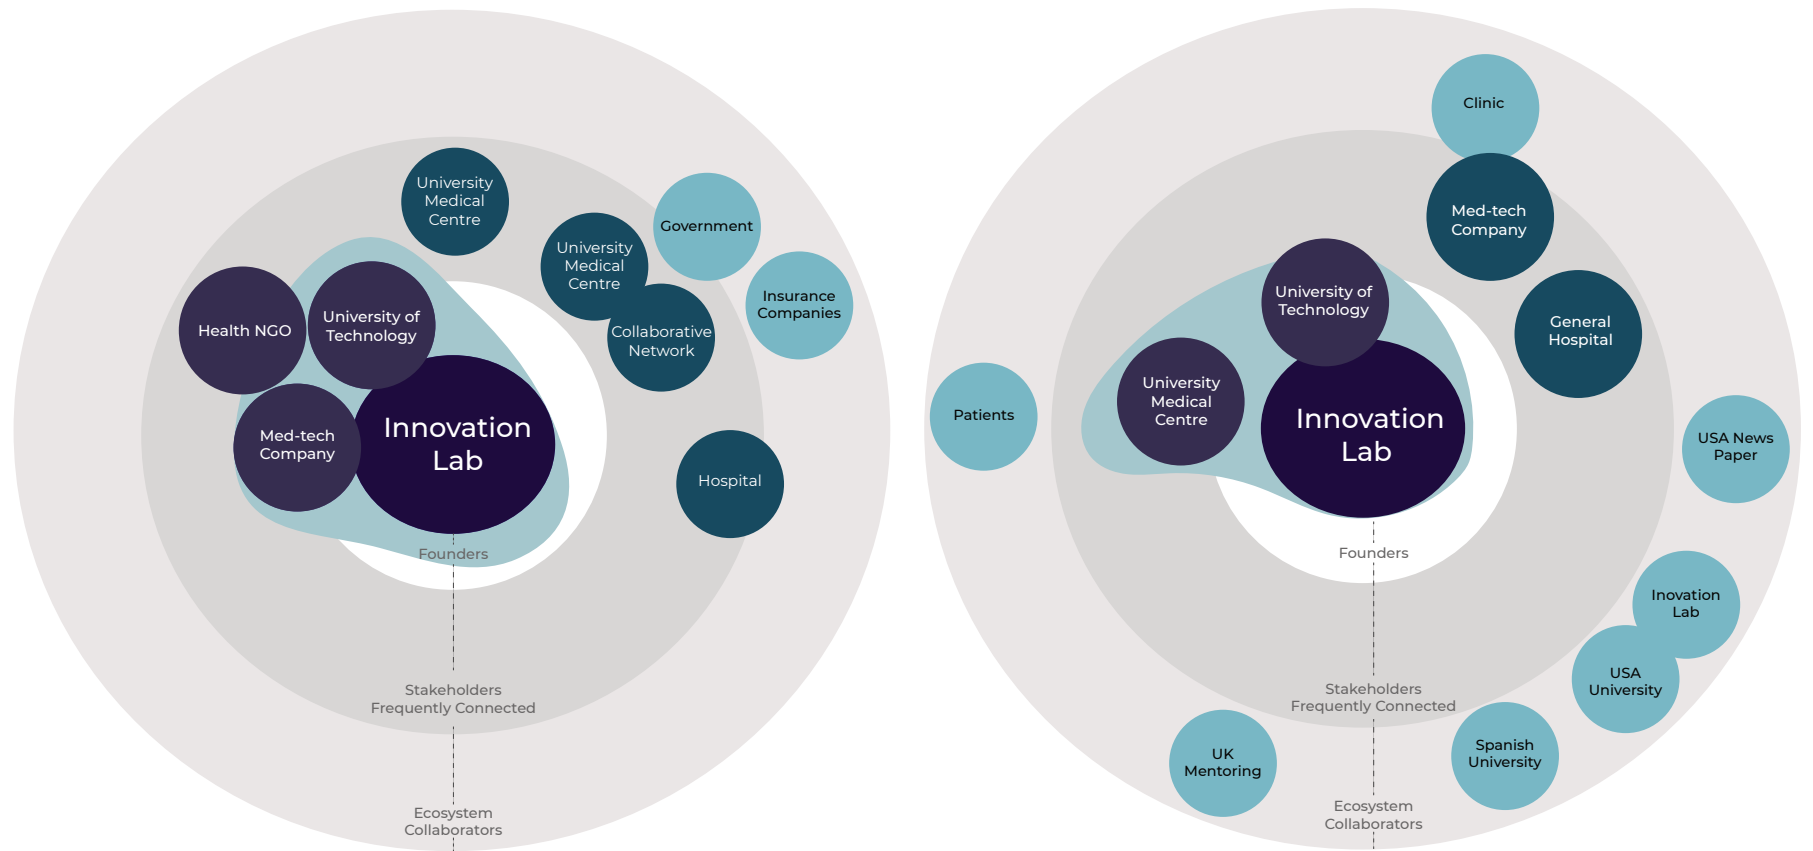 University
Medical
Centre
University
Medical
Centre
Government
Insurance
Companies
Health NGO
University of
Technology
Collaborative
Network
Med-tech
Company
Innovation
Lab
Hospital
Founders
Stakeholders
Frequently Connected
Ecosystem
Collaborators
Clinic
Med-tech
Company
University of
Technology
General
Hospital
University
Medical
Centre
Patients
Innovation
Lab
USA News
Paper
Founders
Inovation
Lab
USA
University
Stakeholders
Frequently Connected
UK
Mentoring
Spanish
University
Ecosystem
Collaborators